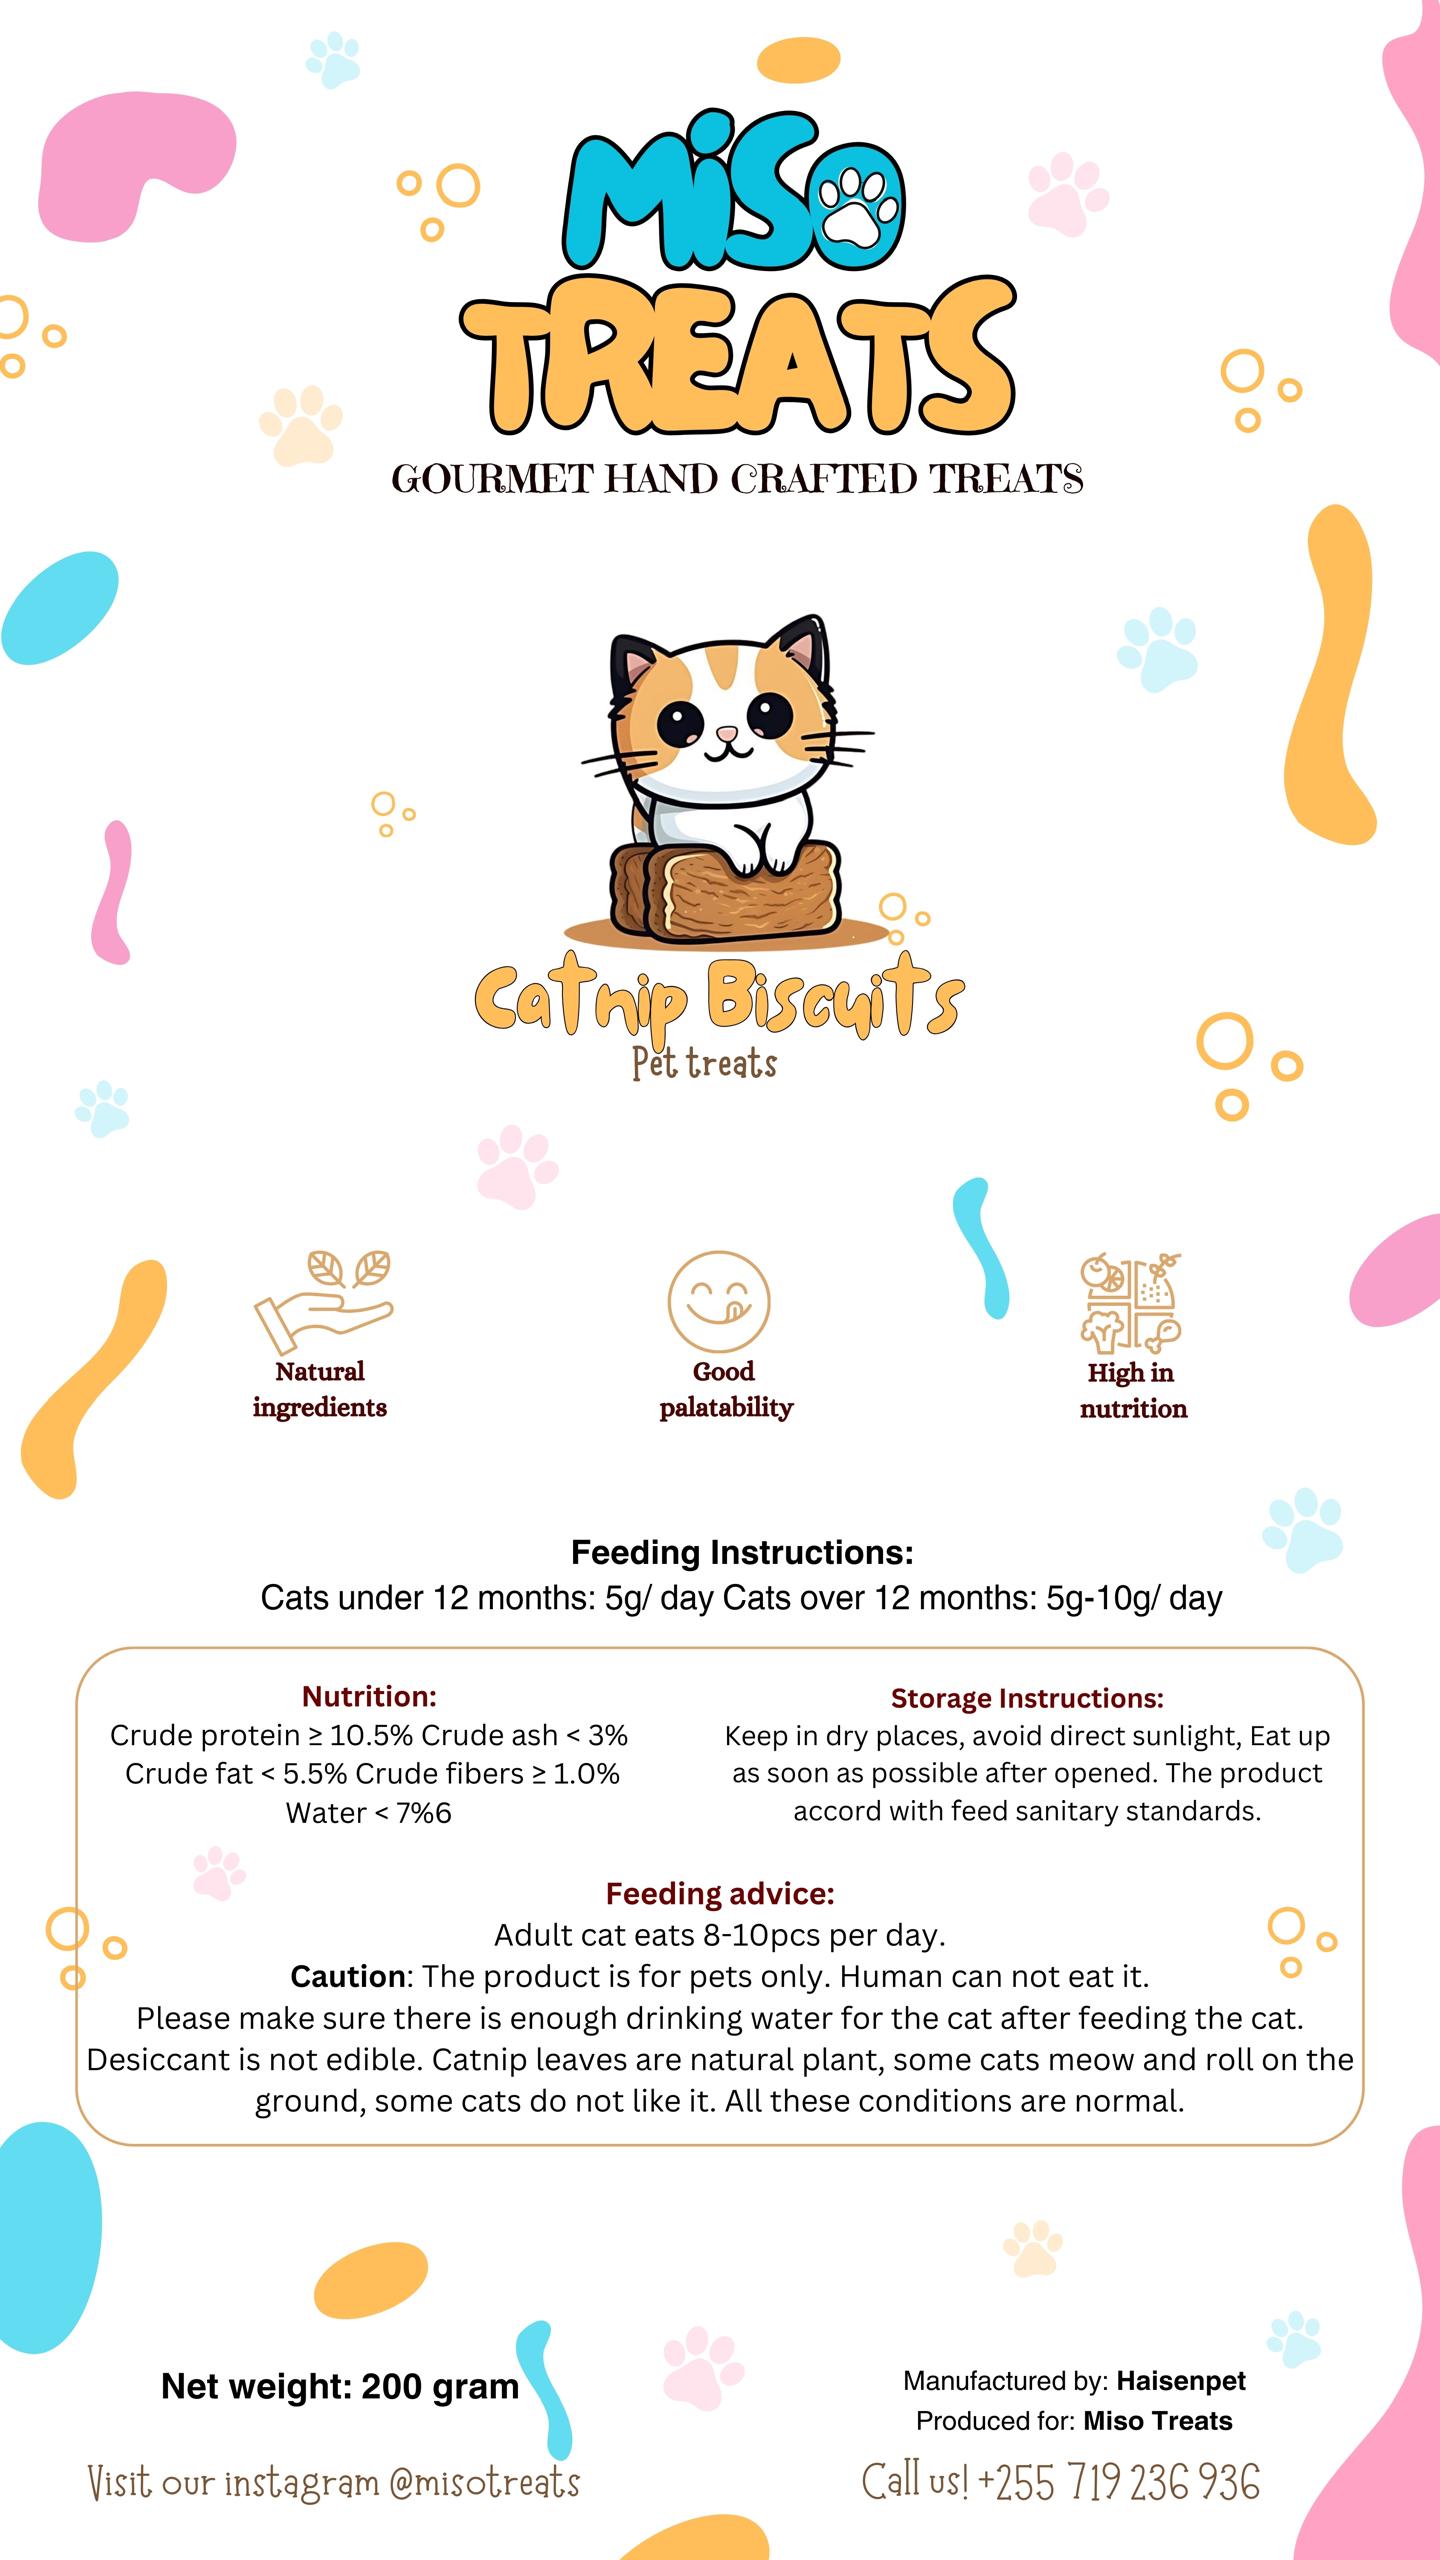 MiSO
TREATS
GOURMET HAND CRAFTED TREATS
Catnip Biscuits
Pet treats
Natural
ingredients
Good
palatability
High in
nutrition
Feeding Instructions:
Cats under 12 months: 5g/ day Cats over 12 months: 5g-10g/ day
Nutrition:
Crude protein ≥ 10.5% Crude ash < 3%
Crude fat < 5.5% Crude fibers ≥ 1.0%
Water < 7%6
Storage Instructions:
Keep in dry places, avoid direct sunlight, Eat up
as soon as possible after opened. The product
accord with feed sanitary standards.
Feeding advice:
Adult cat eats 8-10pcs per day.
Caution: The product is for pets only. Human can not eat it.
Please make sure there is enough drinking water for the cat after feeding the cat.
Desiccant is not edible. Catnip leaves are natural plant, some cats meow and roll on the
ground, some cats do not like it. All these conditions are normal.
Net weight: 200 gram
Manufactured by: Haisenpet
Produced for: Miso Treats
Visit our instagram @misotreats
Call us! +255 719 236 936